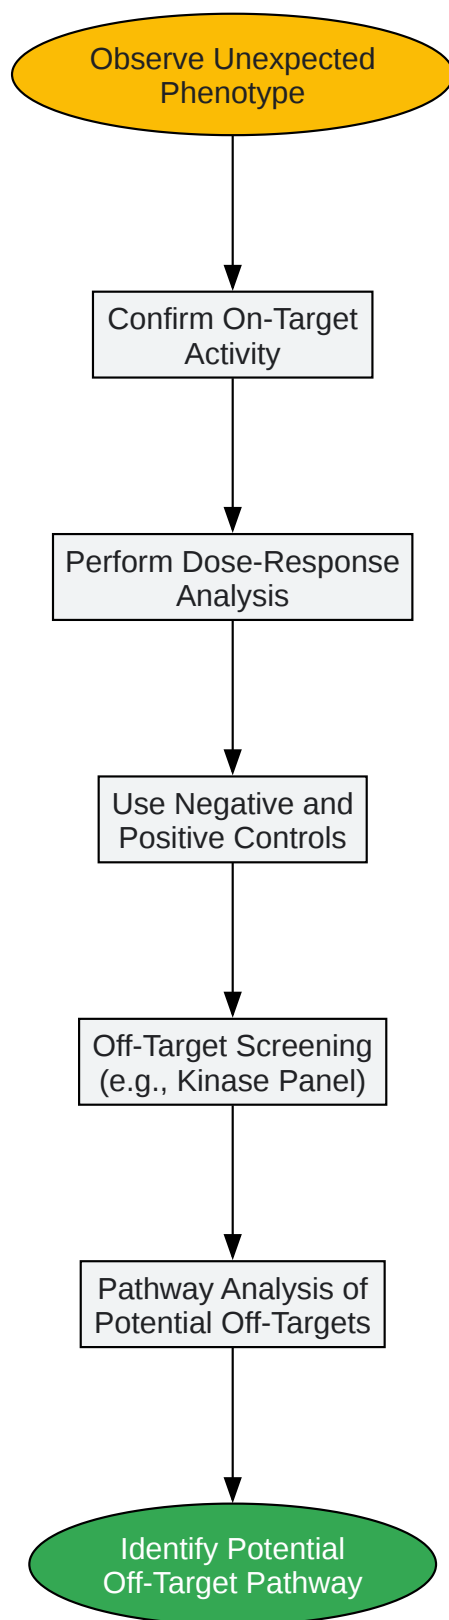 Observe Unexpected
Phenotype
Confirm On-Target
Activity
Perform Dose-Response
Analysis
Use Negative and
Positive Controls
Off-Target Screening
(e.g., Kinase Panel)
Pathway Analysis of
Potential Off-Targets
Identify Potential
Off-Target Pathway